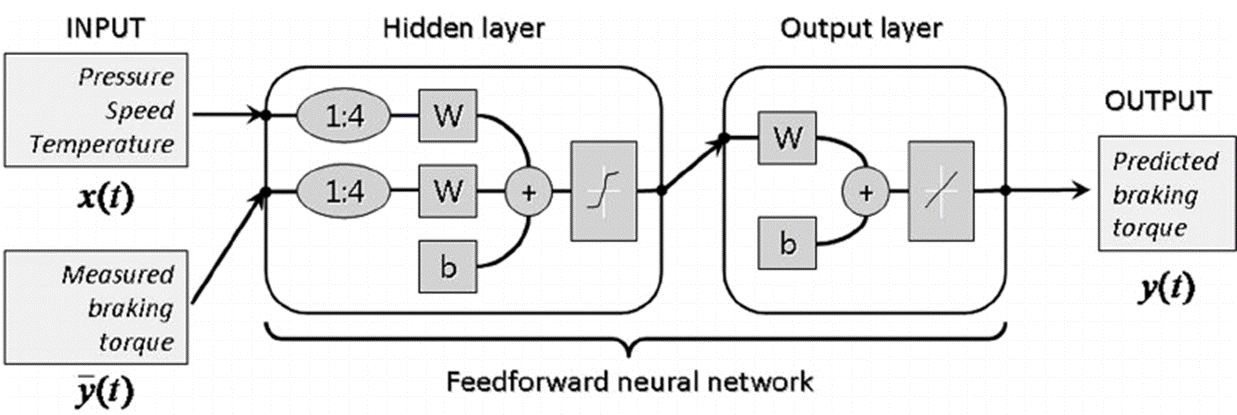 INPUT
Pressure
Speed
Temperature
x(t)
Measured
braking
torque
ȳ(t)
Hidden layer
1:4
W
1:4
W
b
+
Output layer
W
b
+
OUTPUT
Predicted
braking
torque
y(t)
Feedforward neural network